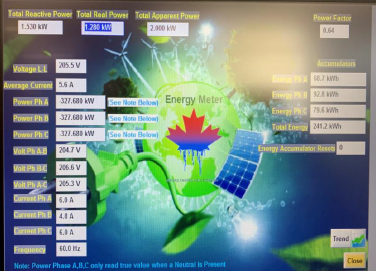 Total Reactive Power Total Real Power Total Apparent Power Power Factor
1.530 kW 1.280 kW 2.000 kW 0.64
Voltage L.L 205.5 V
Average Current 5.6 A
Power Ph A -327.680 kW (See Note Below)
Power Ph B -327.680 kW (See Note Below)
Power Ph C -327.680 kW (See Note Below)
Volt Ph A-B 204.7 V
Volt Ph B-C 206.6 V
Volt Ph A-C 205.3 V
Current Ph A 6.0 A
Current Ph B 4.8 A
Current Ph C 6.0 A
Frequency 60.0 Hz
Energy Meter
Accumulators
Energy Ph A 68.7 kWh
Energy Ph B 92.8 kWh
Energy Ph C 79.6 kWh
Total Energy 241.2 kWh
Energy Accumulator Resets 0
Trend
Close
Note: Power Phase A,B,C only read true value when a Neutral is Present